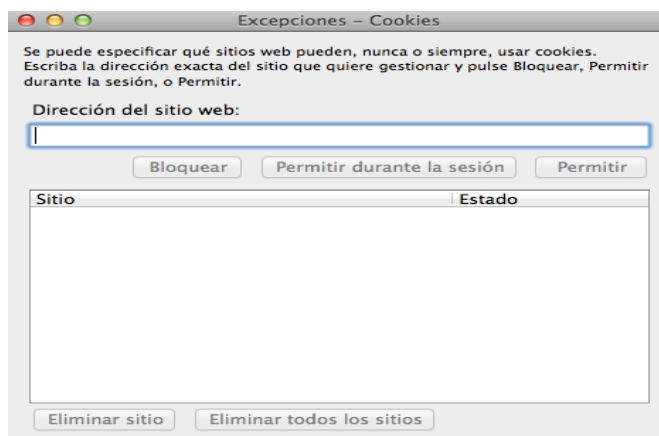 Excepciones – Cookies
Se puede especificar qué sitios web pueden, nunca o siempre, usar cookies.
Escriba la dirección exacta del sitio que quiere gestionar y pulse Bloquear, Permitir
durante la sesión, o Permitir.
Dirección del sitio web:
Bloquear Permitir durante la sesión Permitir
Sitio Estado
Eliminar sitio Eliminar todos los sitios